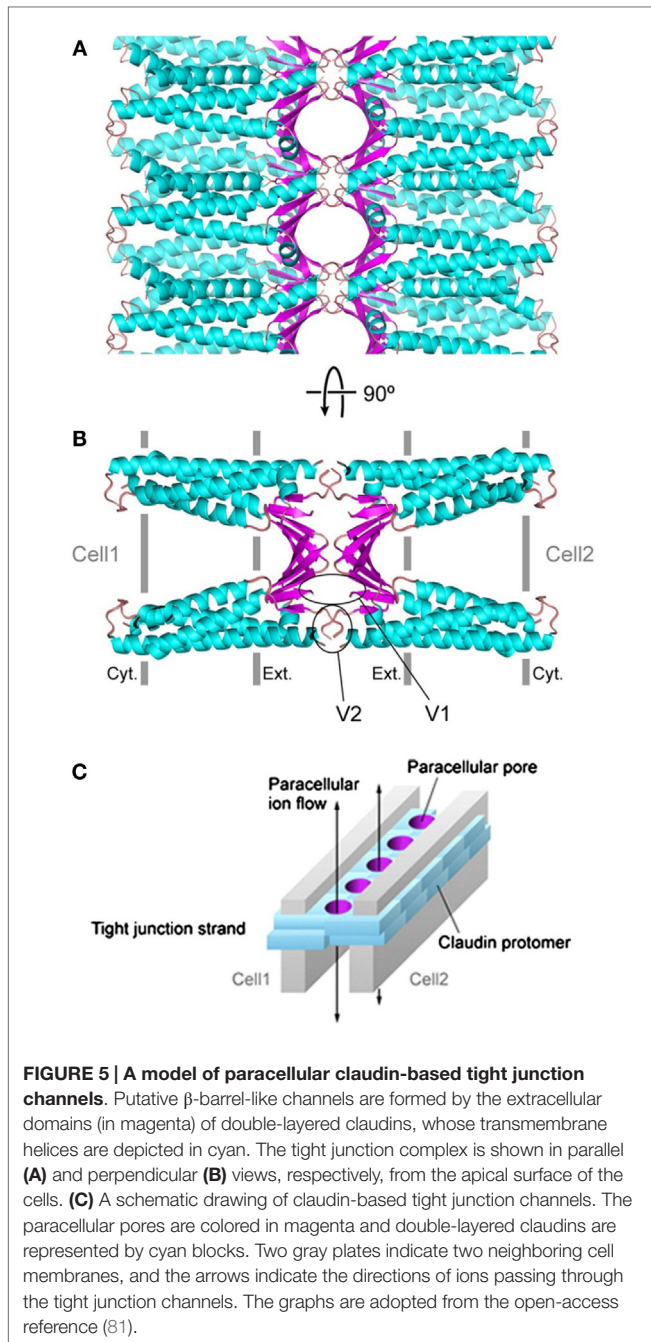 A
90º
B
Cell1
Cell2
Cyt.
Ext.
Ext.
Cyt.
V2
V1
C
Paracellular pore
Paracellular
ion flow
Tight junction strand
Claudin protomer
Cell1
Cell2
FIGURE 5 | A model of paracellular claudin-based tight junction
channels. Putative β-barrel-like channels are formed by the extracellular
domains (in magenta) of double-layered claudins, whose transmembrane
helices are depicted in cyan. The tight junction complex is shown in parallel
(A) and perpendicular (B) views, respectively, from the apical surface of the
cells. (C) A schematic drawing of claudin-based tight junction channels. The
paracellular pores are colored in magenta and double-layered claudins are
represented by cyan blocks. Two gray plates indicate two neighboring cell
membranes, and the arrows indicate the directions of ions passing through
the tight junction channels. The graphs are adopted from the open-access
reference (81).